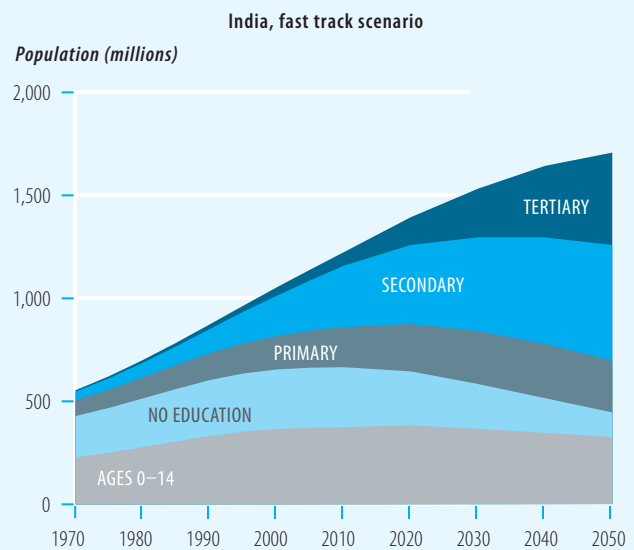 India, fast track scenario
Population (millions)
2,000
1,500
1,000
500
0
TERTIARY
SECONDARY
PRIMARY
NO EDUCATION
AGES 0–14
1970 1980 1990 2000 2010 2020 2030 2040 2050